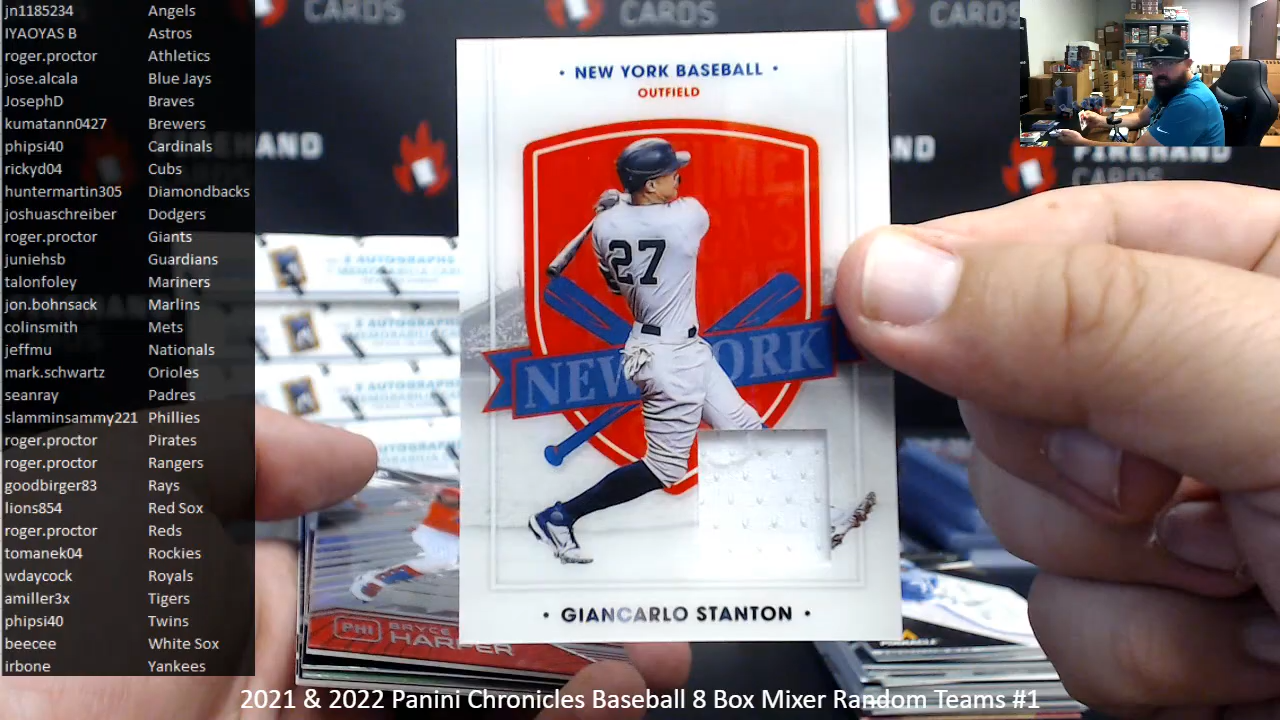 jn1185234 Angels
IYAOYAS B Astros
roger.proctor Athletics
jose.alcala Blue Jays
JosephD Braves
kumatann0427 Brewers
phipsi40 Cardinals
rickyd04 Cubs
huntermartin305 Diamondbacks
joshuaschreiber Dodgers
roger.proctor Giants
juniehsb Guardians
talonfoley Mariners
jon.bohnsack Marlins
colinsmith Mets
jeffmu Nationals
mark.schwartz Orioles
seanray Padres
slamminsammy221 Phillies
roger.proctor Pirates
roger.proctor Rangers
goodbirger83 Rays
lions854 Red Sox
roger.proctor Reds
tomanek04 Rockies
wdaycock Royals
amiller3x Tigers
phipsi40 Twins
beecee White Sox
irbone Yankees
CARDS
CARDS
CARDS
FIREHAND
CARDS
• NEW YORK BASEBALL •
OUTFIELD
27
NEW YORK
• GIANCARLO STANTON •
PHI BRYCE
HARPER
PINNACLE
2021 & 2022 Panini Chronicles Baseball 8 Box Mixer Random Teams #1